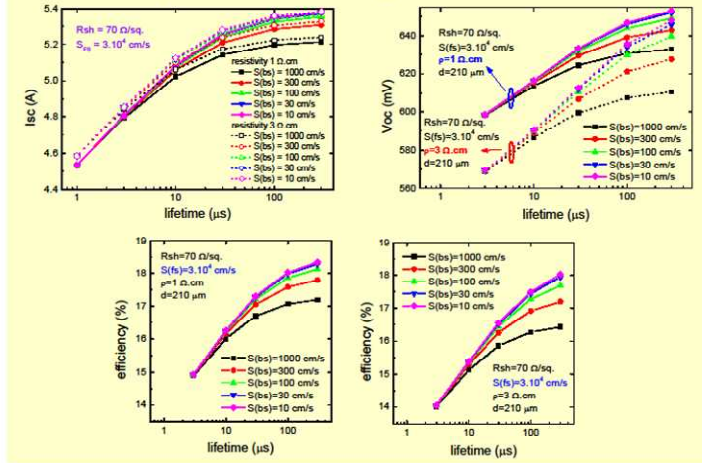 5.4
5.2
5.0
4.8
4.6
4.4
Isc (A)
Rsh = 70 Ω/sq.
= 3.10⁴ cm/s
resistivity 1 Ω.cm
S(bs) = 1000 cm/s
S(bs) = 300 cm/s
S(bs) = 100 cm/s
S(bs) = 30 cm/s
S(bs) = 10 cm/s
resistivity 3 Ω.cm
S(bs) = 1000 cm/s
S(bs) = 300 cm/s
S(bs) = 100 cm/s
S(bs) = 30 cm/s
S(bs) = 10 cm/s
1 10 100
lifetime (µs)
640
620
600
580
560
Voc (mV)
Rsh=70 Ω/sq.
S(fs)=3.10⁴ cm/s
ρ=1 Ω.cm
d=210 µm
Rsh=70 Ω/sq.
S(fs)=3.10⁴ cm/s
ρ=3 Ω.cm
d=210 µm
S(bs)=1000 cm/s
S(bs)=300 cm/s
S(bs)=100 cm/s
S(bs)=30 cm/s
S(bs)=10 cm/s
1 10 100
lifetime (µs)
19
18
17
16
15
14
efficiency (%)
Rsh=70 Ω/sq.
S(fs)=3.10⁴ cm/s
ρ=1 Ω.cm
d=210 µm
S(bs)=1000 cm/s
S(bs)=300 cm/s
S(bs)=100 cm/s
S(bs)=30 cm/s
S(bs)=10 cm/s
1 10 100
lifetime (µs)
19
18
17
16
15
14
efficiency (%)
S(bs)=1000 cm/s
S(bs)=300 cm/s
S(bs)=100 cm/s
S(bs)=30 cm/s
S(bs)=10 cm/s
Rsh=70 Ω/sq.
S(fs)=3.10⁴ cm/s
ρ=3 Ω.cm
d=210 µm
1 10 100
lifetime (µs)